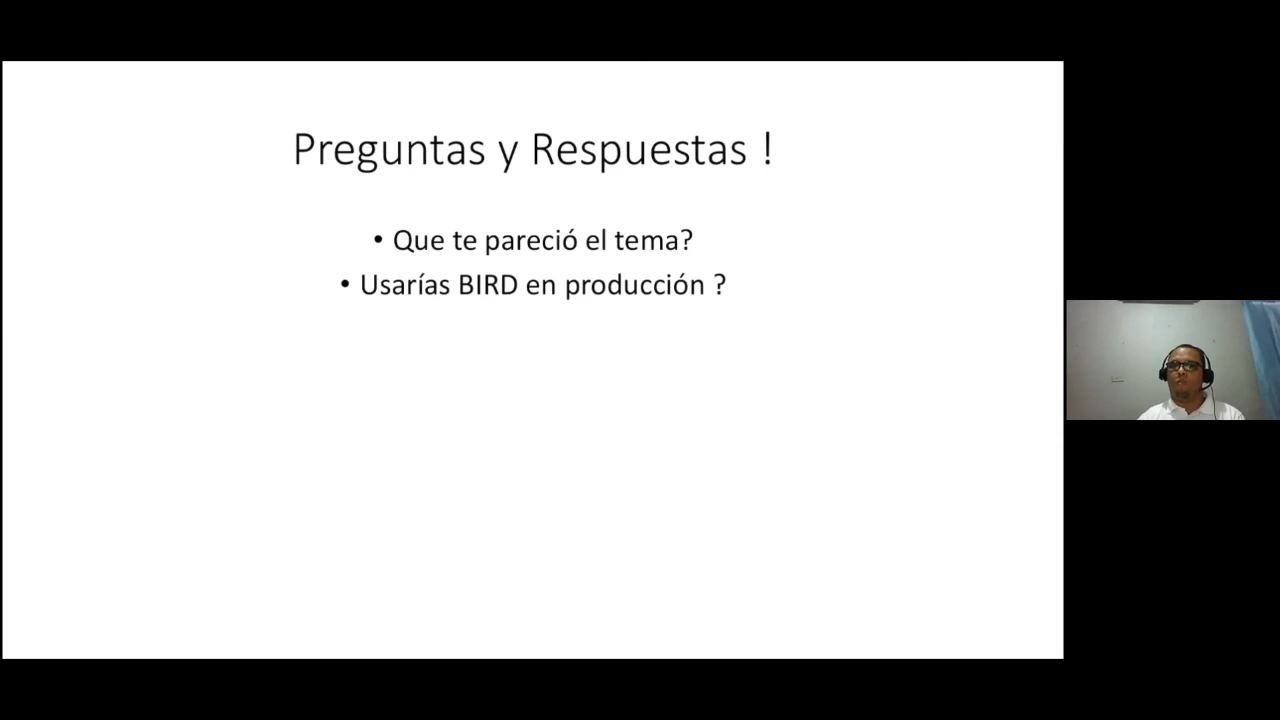 Preguntas y Respuestas !
• Que te pareció el tema?
• Usarías BIRD en producción ?